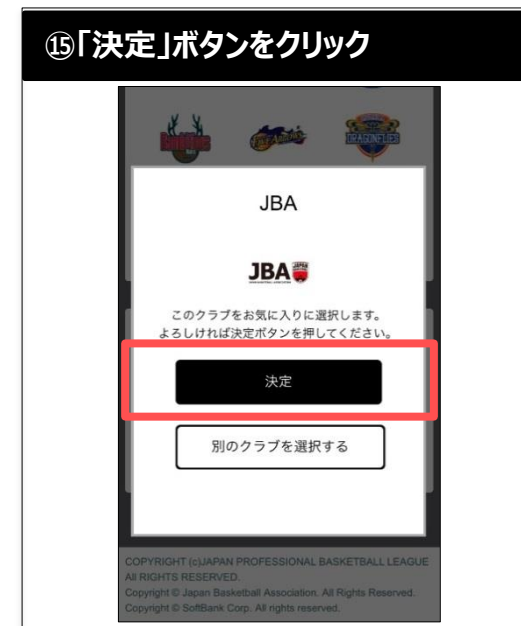 ⑮「決定」ボタンをクリック
JBA
JBA
このクラブをお気に入りに選択します。
よろしければ決定ボタンを押してください。
決定
別のクラブを選択する
COPYRIGHT (c)JAPAN PROFESSIONAL BASKETBALL LEAGUE
All RIGHTS RESERVED.
Copyright © Japan Basketball Association. All Rights Reserved.
Copyright © SoftBank Corp. All rights reserved.